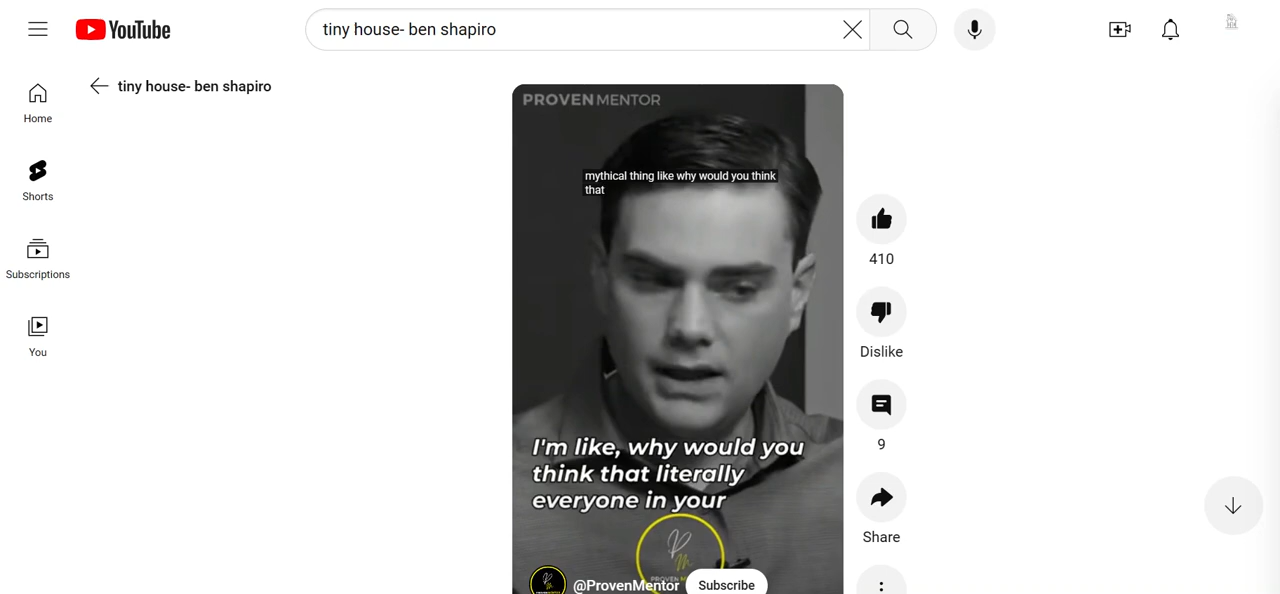 YouTube
tiny house- ben shapiro
tiny house- ben shapiro
Home
Shorts
Subscriptions
You
PROVEN MENTOR
mythical thing like why would you think
that
I'm like, why would you
think that literally
everyone in your
@ProvenMentor
Subscribe
410
Dislike
9
Share